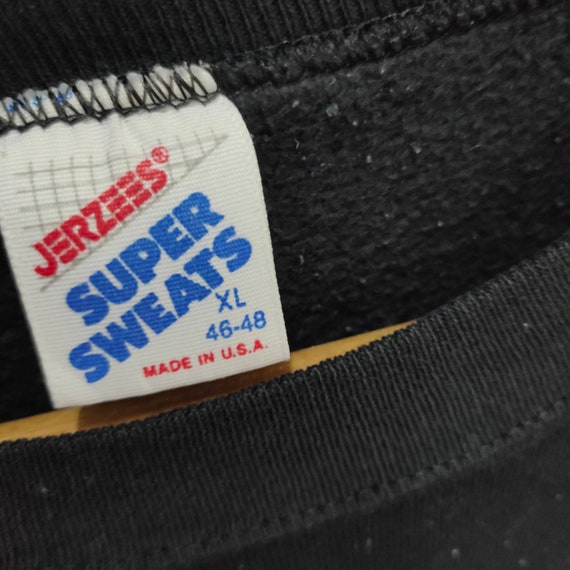 JERZEES®
SUPER
SWEATS
XL
46-48
MADE IN U.S.A.